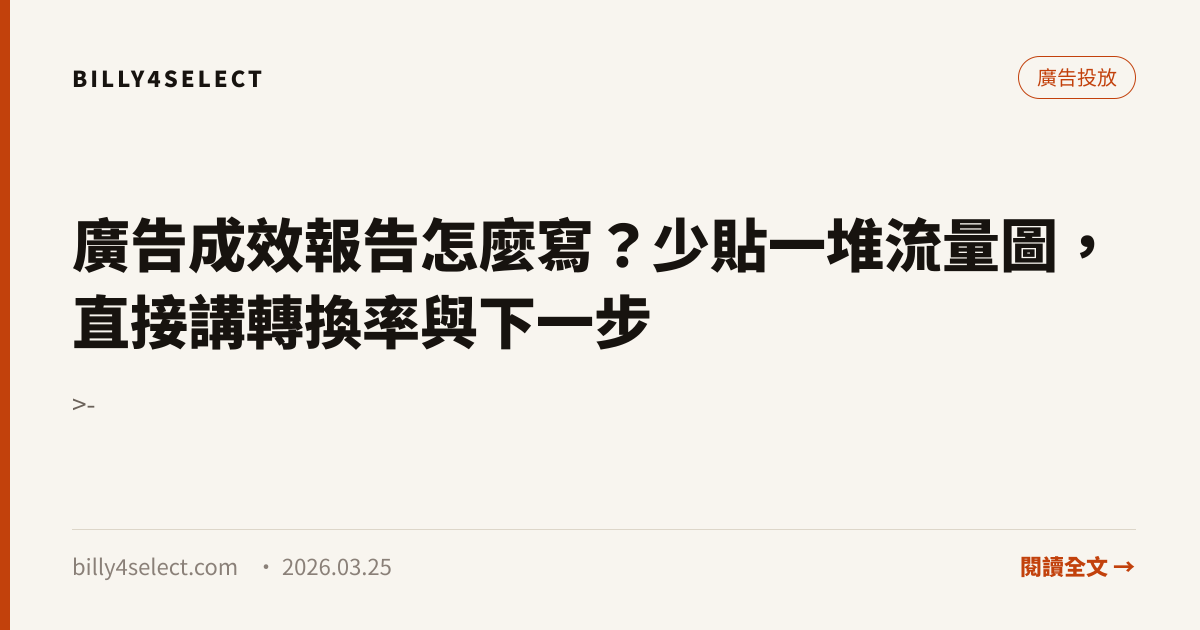 BILLY4SELECT
廣告投放
廣告成效報告怎麼寫？少貼一堆流量圖，
直接講轉換率與下一步
>-
billy4select.com ・ 2026.03.25
閱讀全文 →